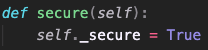 def secure(self):
    self._secure = True